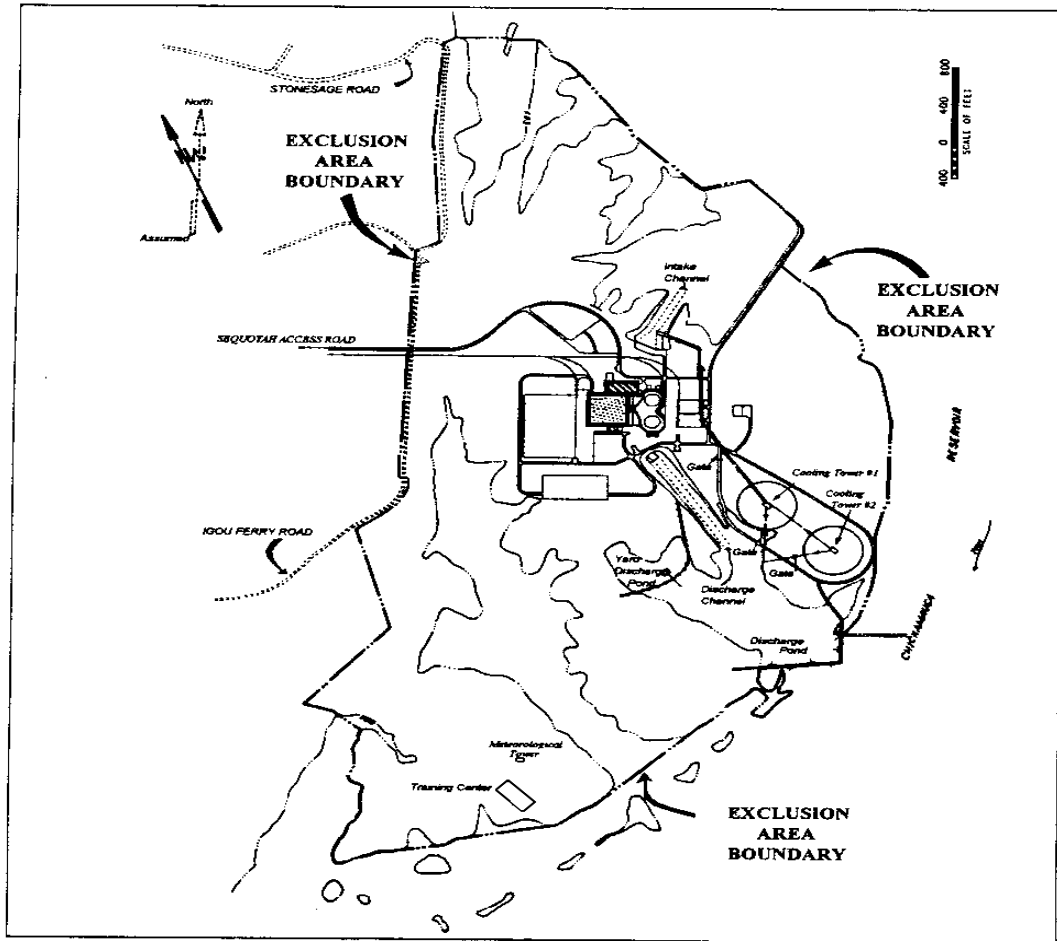 STONESAGE ROAD
North
Assumed
EXCLUSION
AREA
BOUNDARY
400 0 400 800
SCALE OF FEET
Intake
Channel
EXCLUSION
AREA
BOUNDARY
SEQUOYAH ACCESS ROAD
RESERVOIR
Gate
Cooling Tower #1
Cooling
Tower #2
IGOU FERRY ROAD
Gate
Gate
Yard
Discharge
Pond
Discharge
Channel
Discharge
Pond
CHICKAMAUGA
Meteorological
Tower
Training Center
EXCLUSION
AREA
BOUNDARY